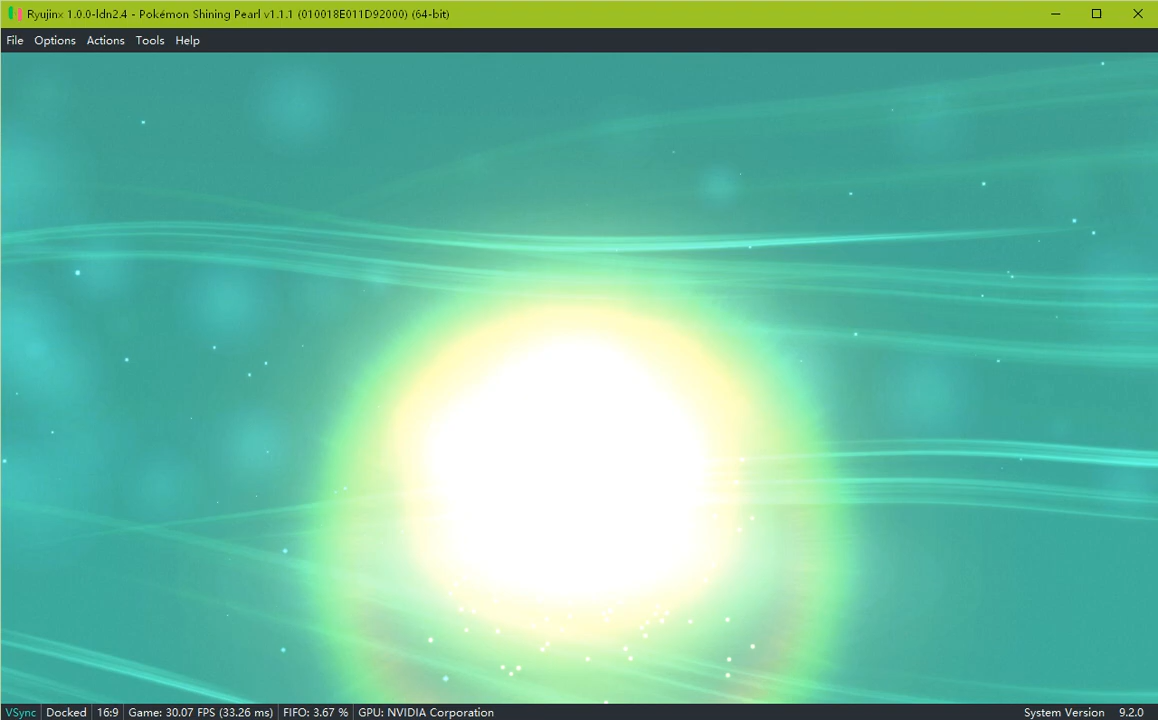 Ryujinx 1.0.0-ldn2.4 - Pokémon Shining Pearl v1.1.1 (010018E011D92000) (64-bit)
File Options Actions Tools Help
VSync Docked 16:9 Game: 30.07 FPS (33.26 ms) FIFO: 3.67 % GPU: NVIDIA Corporation System Version 9.2.0